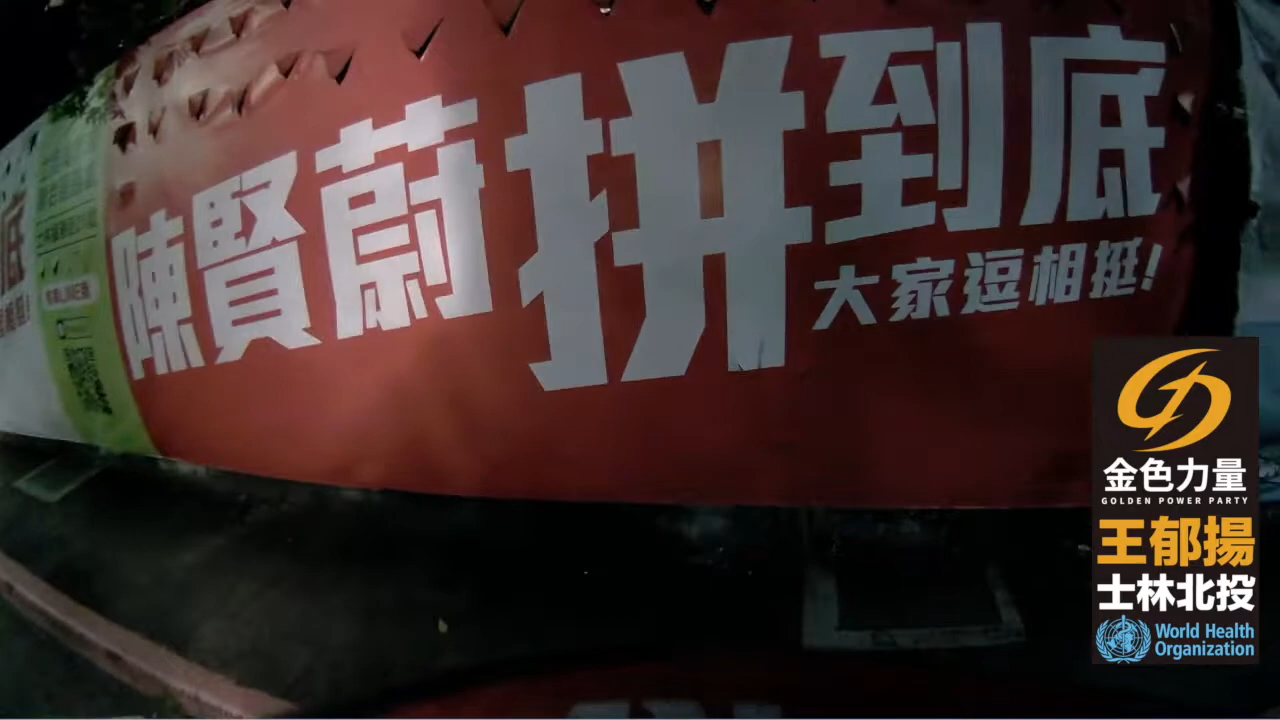 陳賢蔚拼到底
大家逗相挺!
金色力量
GOLDEN POWER PARTY
王郁揚
士林北投
World Health
Organization